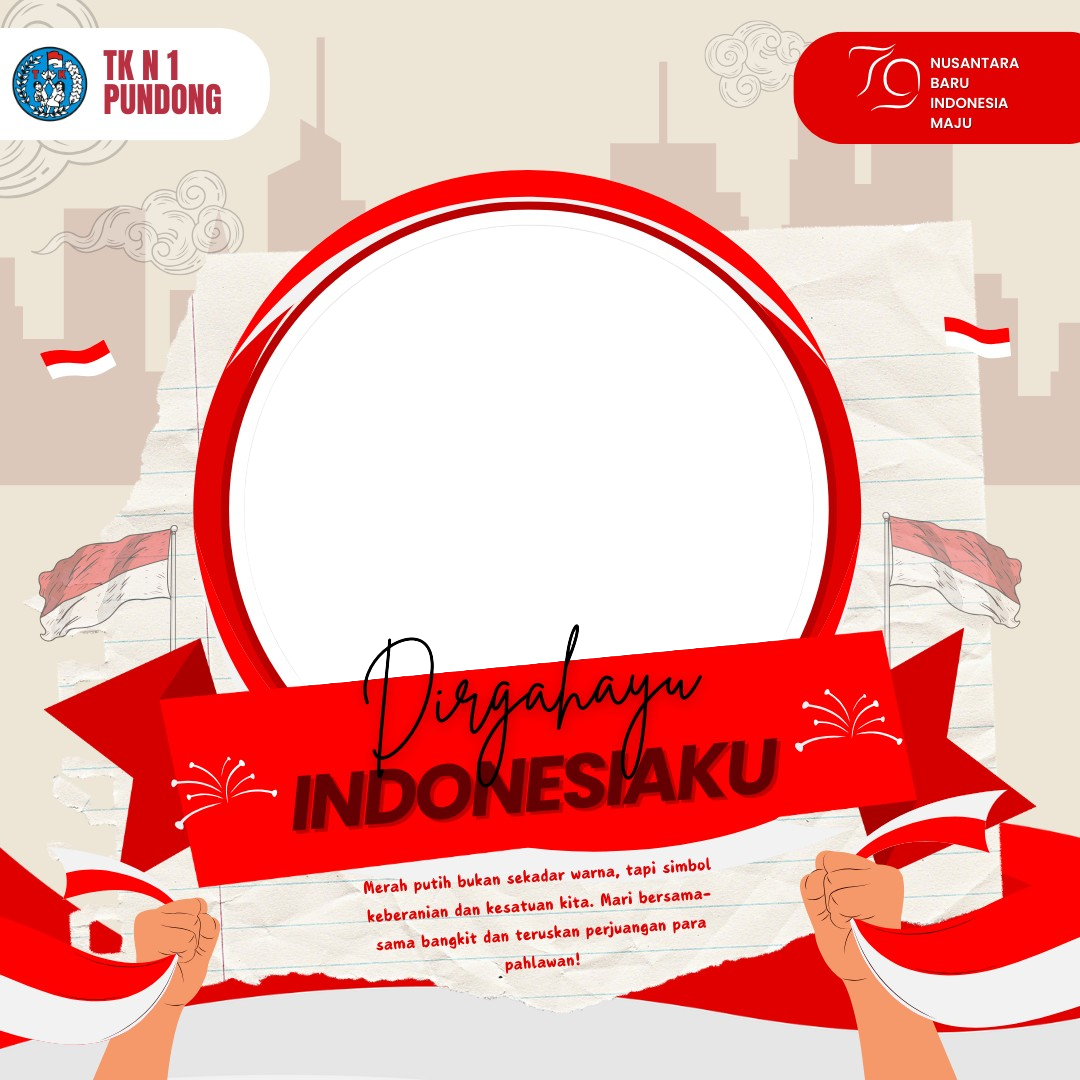 TK N 1
PUNDONG
79
NUSANTARA
BARU
INDONESIA
MAJU
Dirgahayu
INDONESIAKU
Merah putih bukan sekadar warna, tapi simbol
keberanian dan kesatuan kita. Mari bersama-
sama bangkit dan teruskan perjuangan para
pahlawan!